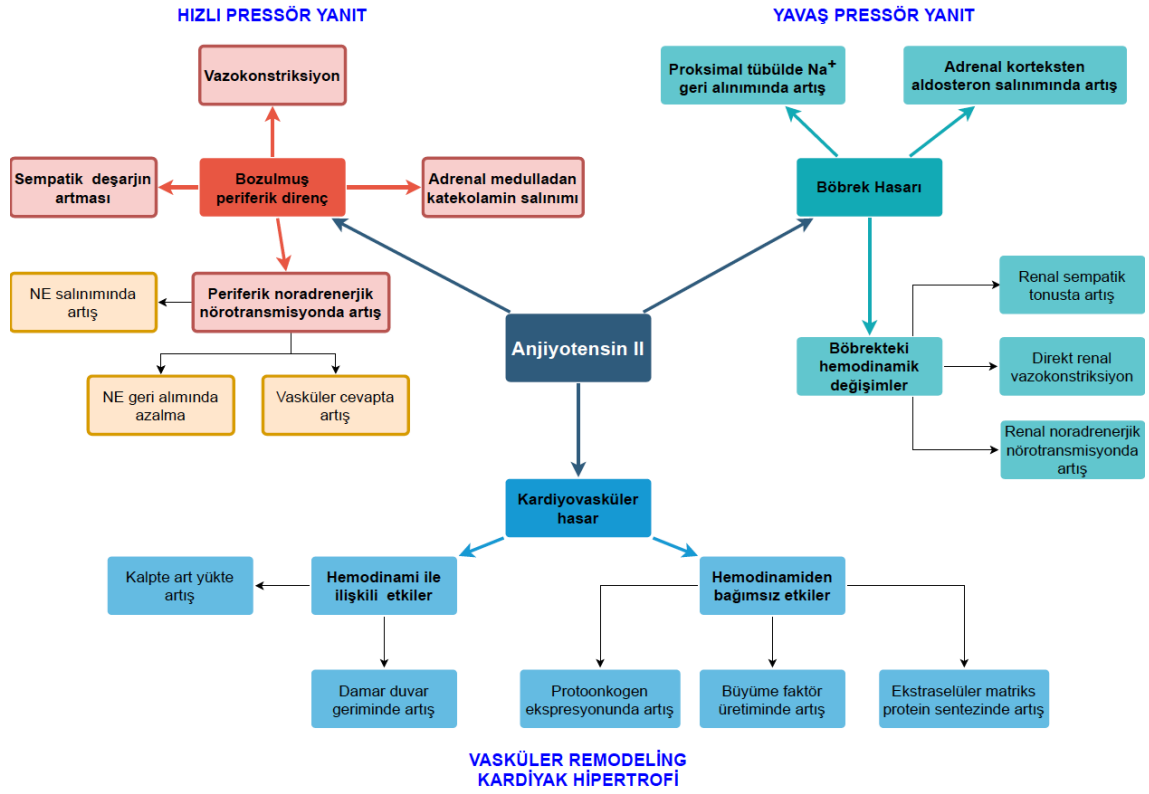 HIZLI PRESSÖR YANIT
Vazokonstriksiyon
Sempatik deşarjın
artması
Bozulmuş
periferik direnç
Adrenal medulladan
katekolamin salınımı
NE salınımında
artış
Periferik noradrenerjik
nörotransmisyonda artış
NE geri alımında
azalma
Vasküler cevapta
artış
YAVAŞ PRESSÖR YANIT
Proksimal tübülde Na+
geri alınımında artış
Adrenal korteksten
aldosteron salınımında artış
Böbrek Hasarı
Renal sempatik
tonusta artış
Böbrekteki
hemodinamik
değişimler
Direkt renal
vazokonstriksiyon
Renal noradrenerjik
nörotransmisyonda
artış
Anjiyotensin II
Kardiyovasküler
hasar
Kalpte art yükte
artış
Hemodinami ile
ilişkili etkiler
Hemodinamiden
bağımsız etkiler
Damar duvar
geriminde artış
Protoonkogen
ekspresyonunda artış
Büyüme faktör
üretiminde artış
Ekstraselüler matriks
protein sentezinde artış
VASKÜLER REMODELİNG
KARDİYAK HİPERTROFİ